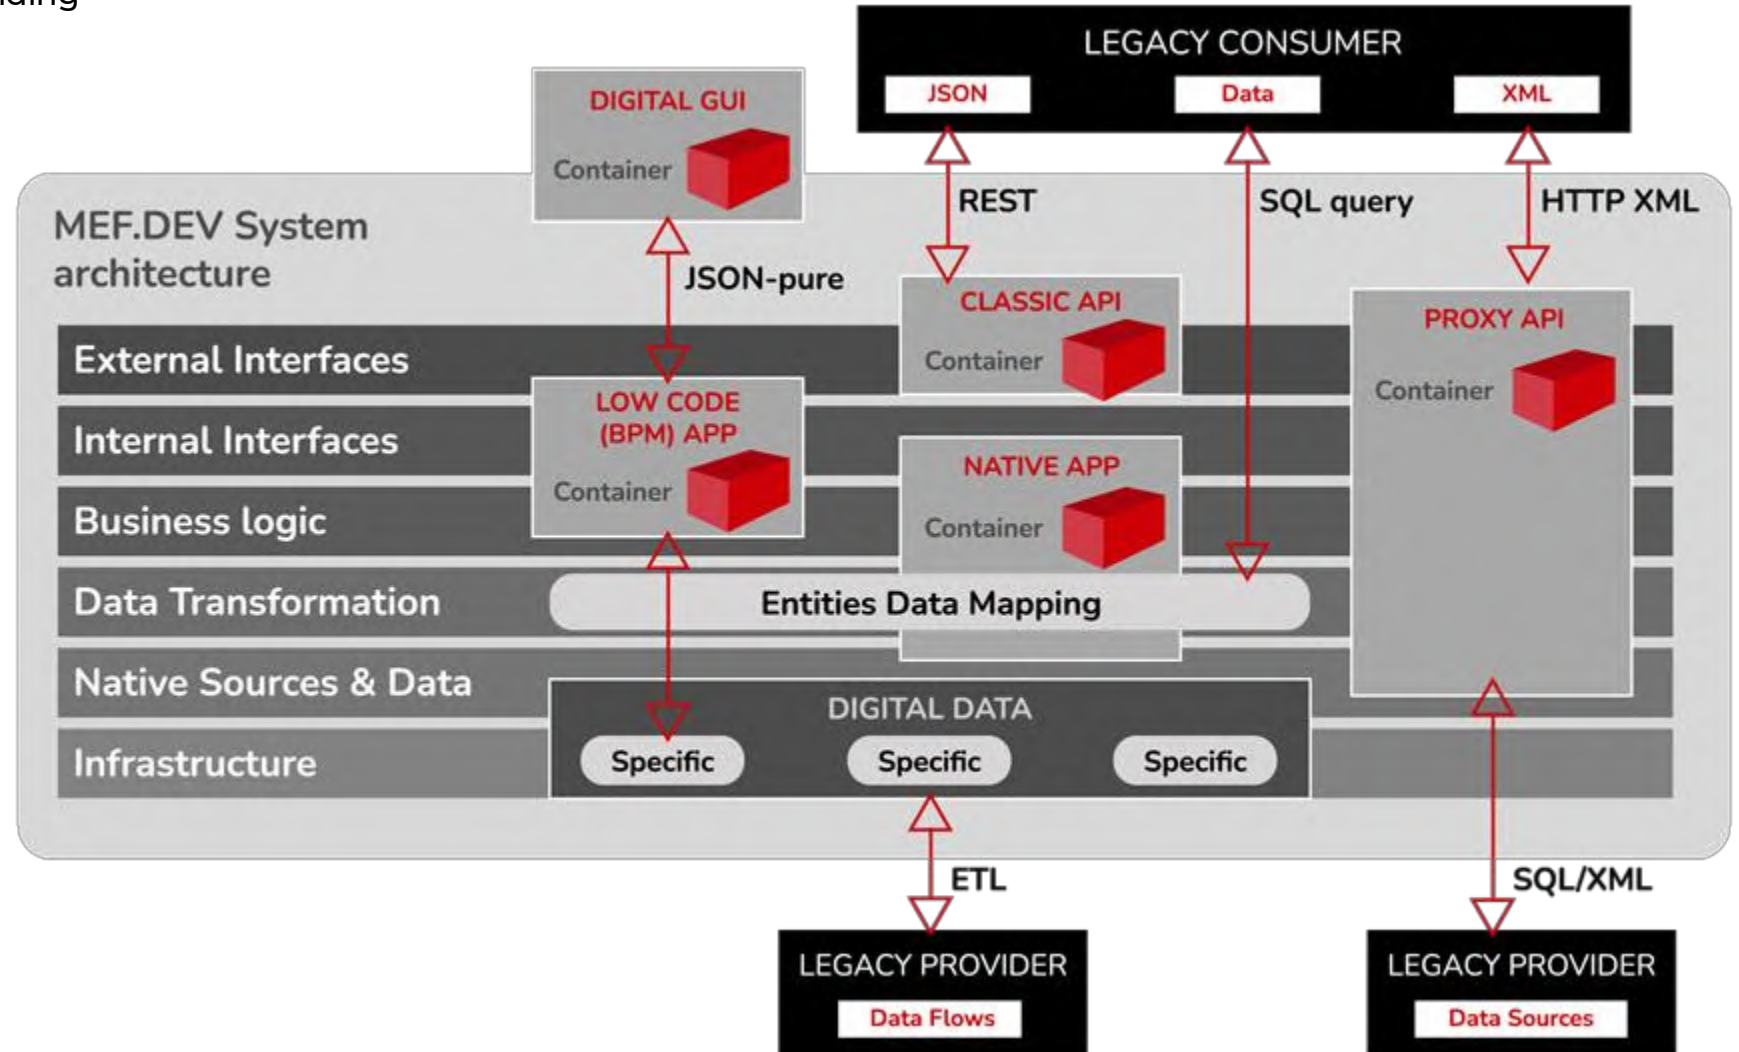 LEGACY CONSUMER
JSON
Data
XML
DIGITAL GUI
Container
REST
SQL query
HTTP XML
MEF.DEV System
architecture
JSON-pure
CLASSIC API
Container
PROXY API
Container
External Interfaces
LOW CODE
(BPM) APP
Container
Internal Interfaces
NATIVE APP
Container
Business logic
Data Transformation
Entities Data Mapping
Native Sources & Data
DIGITAL DATA
Infrastructure
Specific
Specific
Specific
ETL
SQL/XML
LEGACY PROVIDER
Data Flows
LEGACY PROVIDER
Data Sources